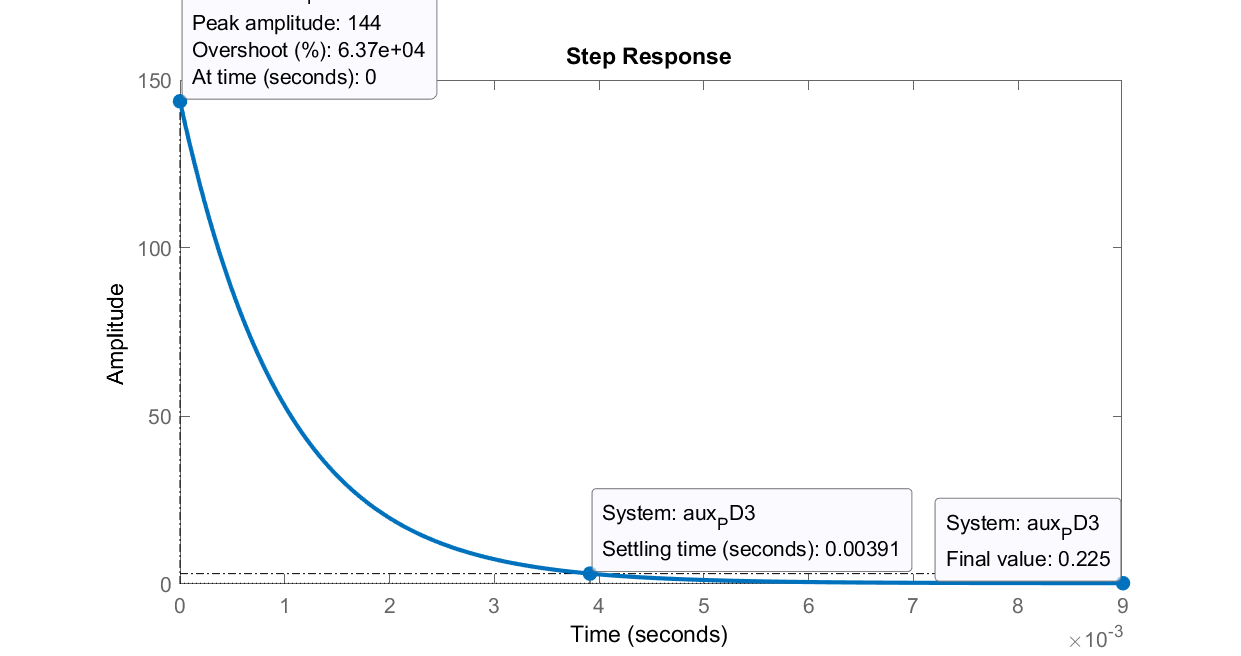 Peak amplitude: 144
Overshoot (%): 6.37e+04
At time (seconds): 0
Step Response
150
100
50
0
Amplitude
System: aux_PD3
Settling time (seconds): 0.00391
System: aux_PD3
Final value: 0.225
0 1 2 3 4 5 6 7 8 9
Time (seconds)
×10⁻³